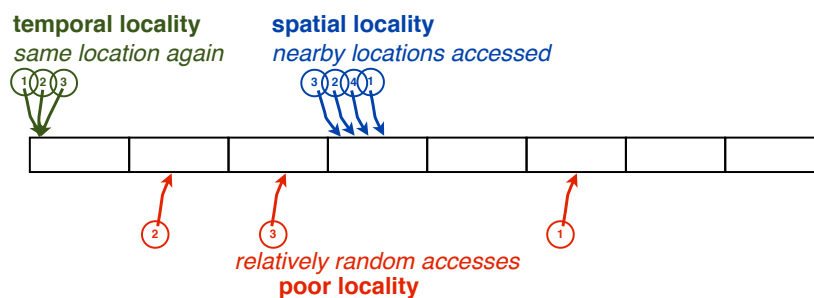 temporal locality
same location again
1 2 3
spatial locality
nearby locations accessed
3 2 4 1
2
3
1
relatively random accesses
poor locality